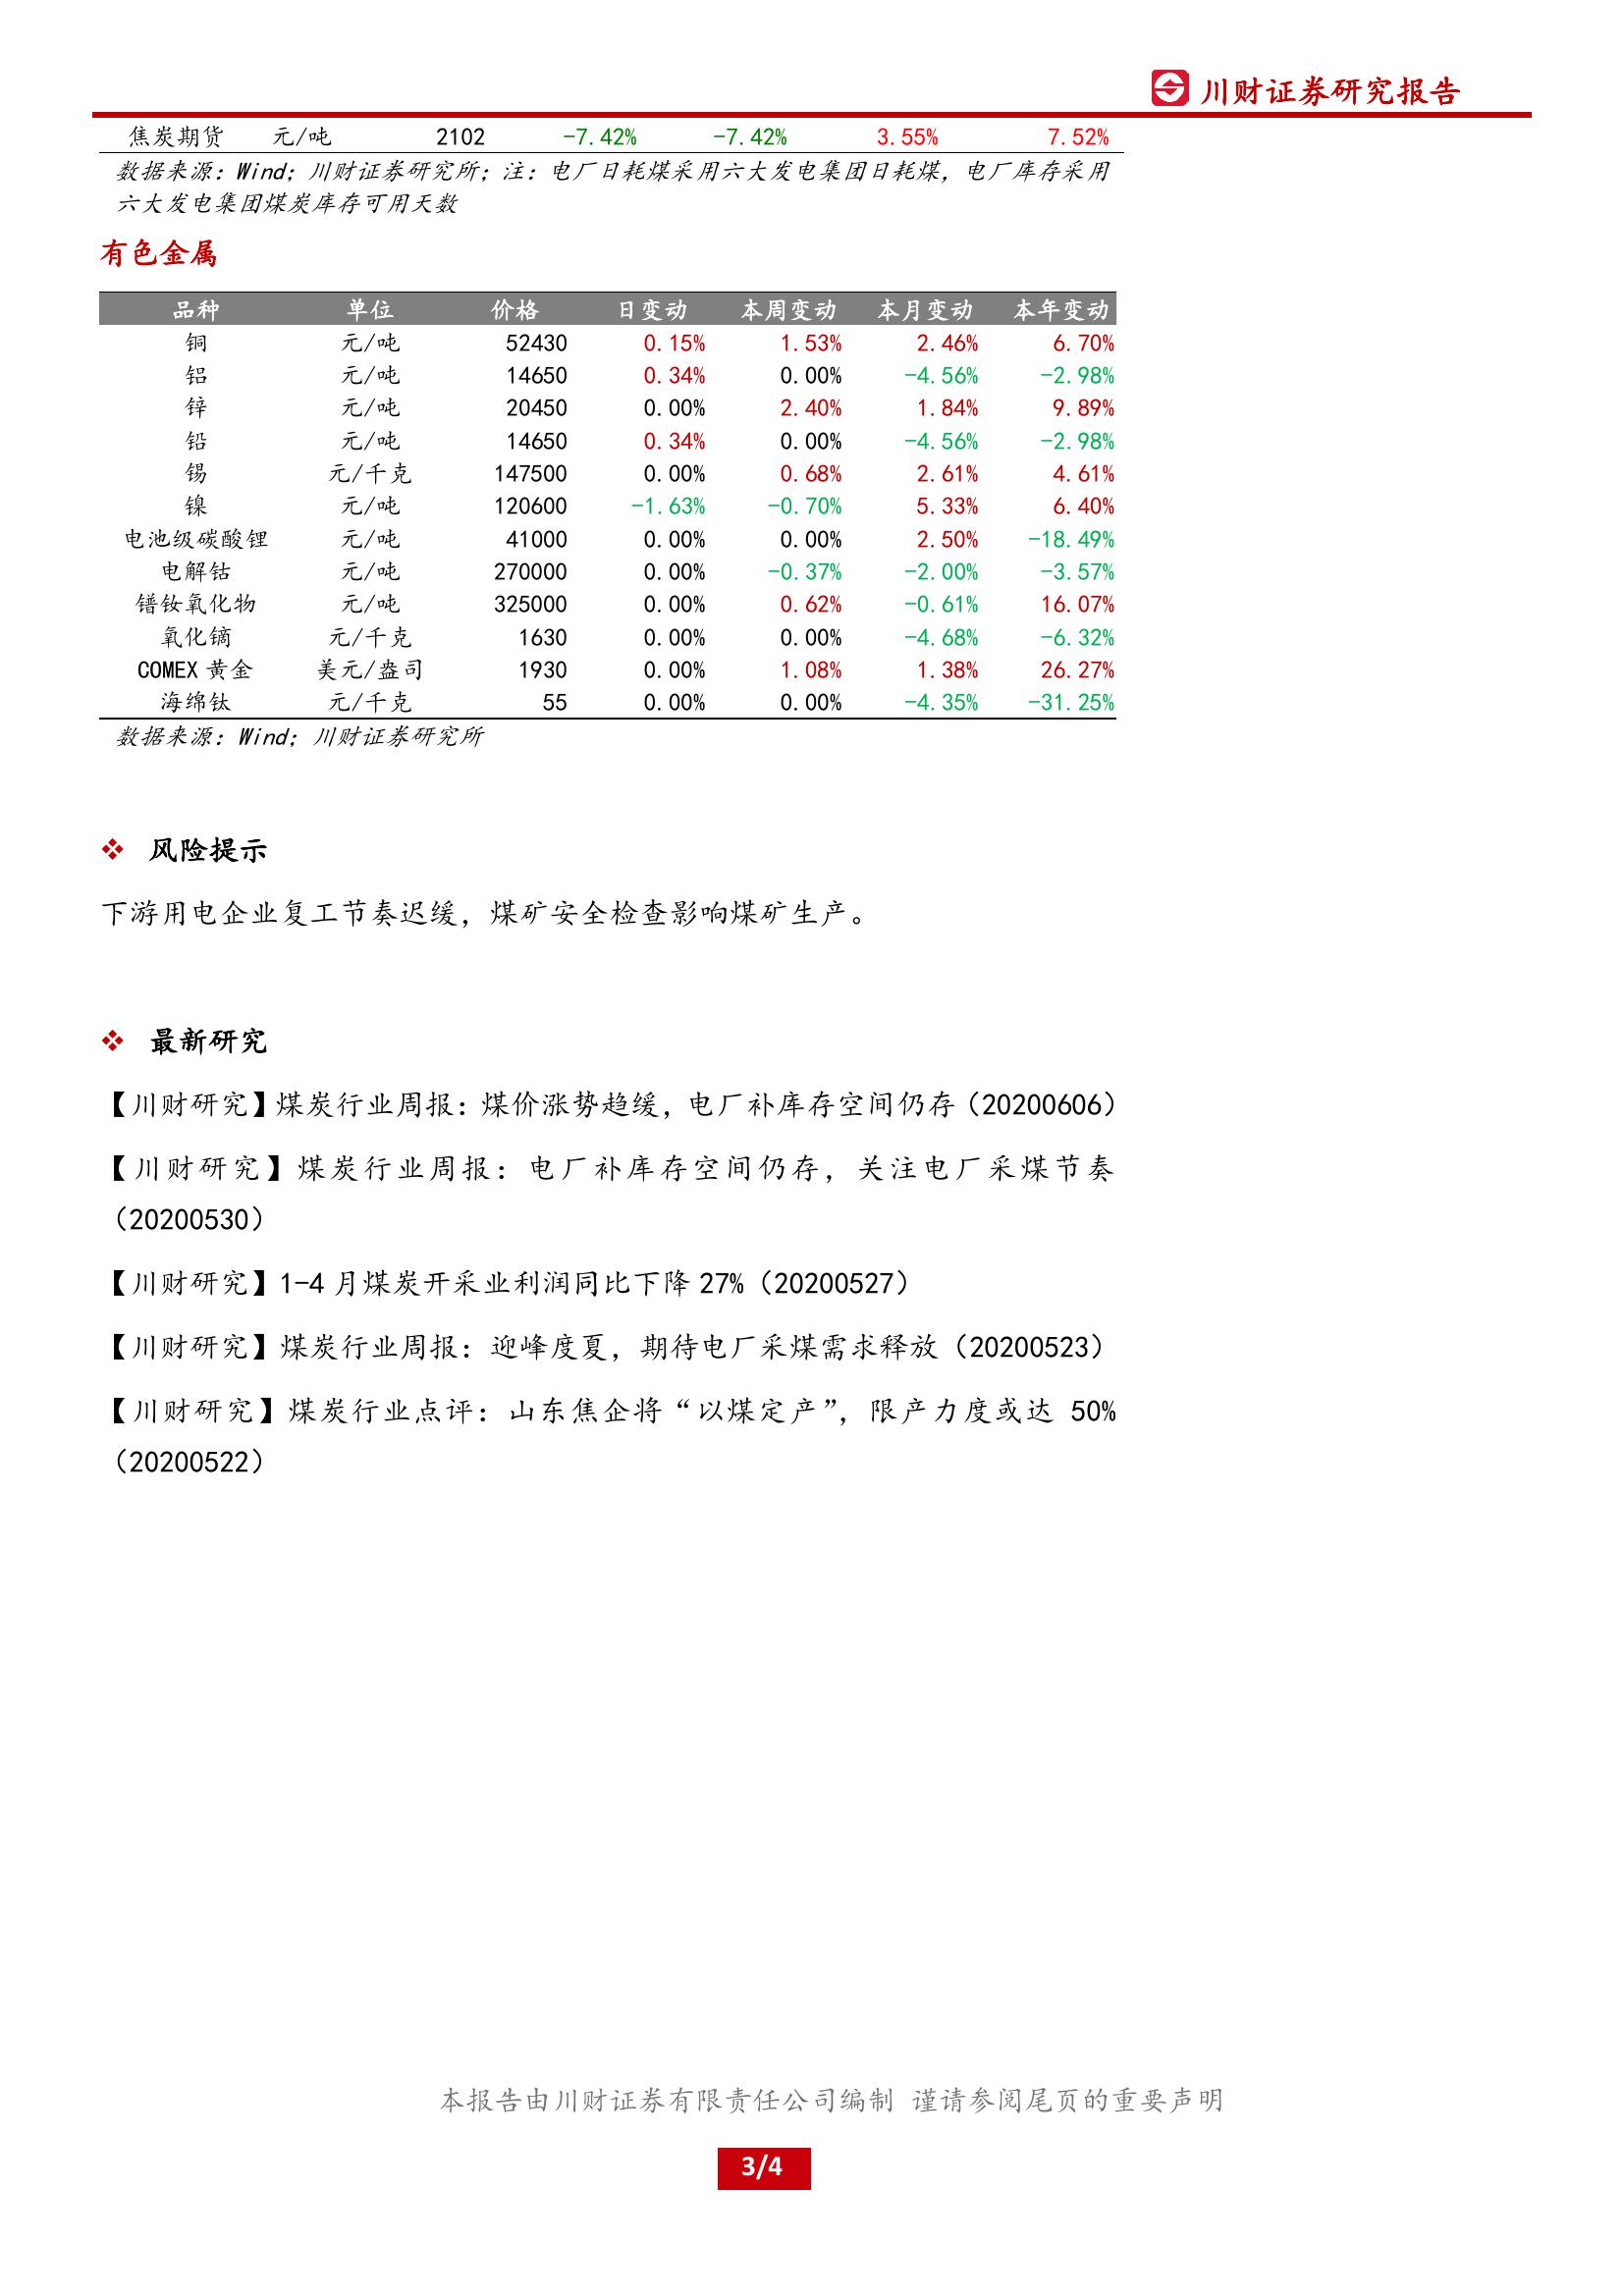 川财证券研究报告
焦炭期货 元/吨 2102 -7.42% -7.42% 3.55% 7.52%
数据来源：Wind；川财证券研究所；注：电厂日耗煤采用六大发电集团日耗煤，电厂库存采用
六大发电集团煤炭库存可用天数
有色金属
品种 单位 价格 日变动 本周变动 本月变动 本年变动
铜 元/吨 52430 0.15% 1.53% 2.46% 6.70%
铝 元/吨 14650 0.34% 0.00% -4.56% -2.98%
锌 元/吨 20450 0.00% 2.40% 1.84% 9.89%
铅 元/吨 14650 0.34% 0.00% -4.56% -2.98%
锡 元/千克 147500 0.00% 0.68% 2.61% 4.61%
镍 元/吨 120600 -1.63% -0.70% 5.33% 6.40%
电池级碳酸锂 元/吨 41000 0.00% 0.00% 2.50% -18.49%
电解钴 元/吨 270000 0.00% -0.37% -2.00% -3.57%
镨钕氧化物 元/吨 325000 0.00% 0.62% -0.61% 16.07%
氧化镝 元/千克 1630 0.00% 0.00% -4.68% -6.32%
COMEX 黄金 美元/盎司 1930 0.00% 1.08% 1.38% 26.27%
海绵钛 元/千克 55 0.00% 0.00% -4.35% -31.25%
数据来源：Wind；川财证券研究所
❖ 风险提示
下游用电企业复工节奏迟缓，煤矿安全检查影响煤矿生产。
❖ 最新研究
【川财研究】煤炭行业周报：煤价涨势趋缓，电厂补库存空间仍存（20200606）
【川财研究】煤炭行业周报：电厂补库存空间仍存，关注电厂采煤节奏
（20200530）
【川财研究】1-4 月煤炭开采业利润同比下降 27%（20200527）
【川财研究】煤炭行业周报：迎峰度夏，期待电厂采煤需求释放（20200523）
【川财研究】煤炭行业点评：山东焦企将“以煤定产”，限产力度或达 50%
（20200522）
本报告由川财证券有限责任公司编制 谨请参阅尾页的重要声明
3/4